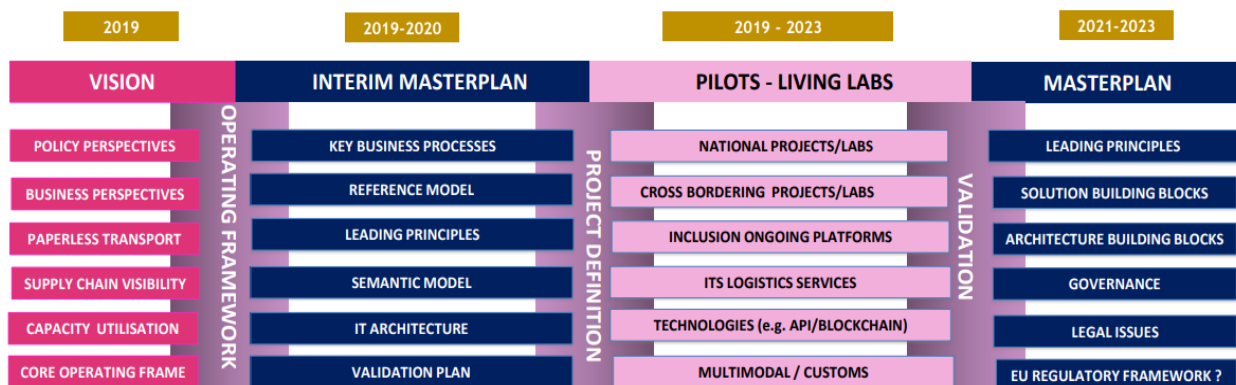 2019
2019-2020
2019 - 2023
2021-2023
VISION
INTERIM MASTERPLAN
PILOTS - LIVING LABS
MASTERPLAN
POLICY PERSPECTIVES
BUSINESS PERSPECTIVES
PAPERLESS TRANSPORT
SUPPLY CHAIN VISIBILITY
CAPACITY UTILISATION
CORE OPERATING FRAME
OPERATING FRAMEWORK
KEY BUSINESS PROCESSES
REFERENCE MODEL
LEADING PRINCIPLES
SEMANTIC MODEL
IT ARCHITECTURE
VALIDATION PLAN
PROJECT DEFINITION
NATIONAL PROJECTS/LABS
CROSS BORDERING PROJECTS/LABS
INCLUSION ONGOING PLATFORMS
ITS LOGISTICS SERVICES
TECHNOLOGIES (e.g. API/BLOCKCHAIN)
MULTIMODAL / CUSTOMS
VALIDATION
LEADING PRINCIPLES
SOLUTION BUILDING BLOCKS
ARCHITECTURE BUILDING BLOCKS
GOVERNANCE
LEGAL ISSUES
EU REGULATORY FRAMEWORK ?